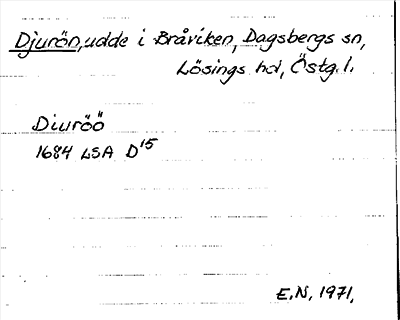 Djurön, udde i Bråviken, Dagsbergs sn,
Lösings hd, Östg. l.
Diuröö
1684 LSA D15
E.N. 1971.